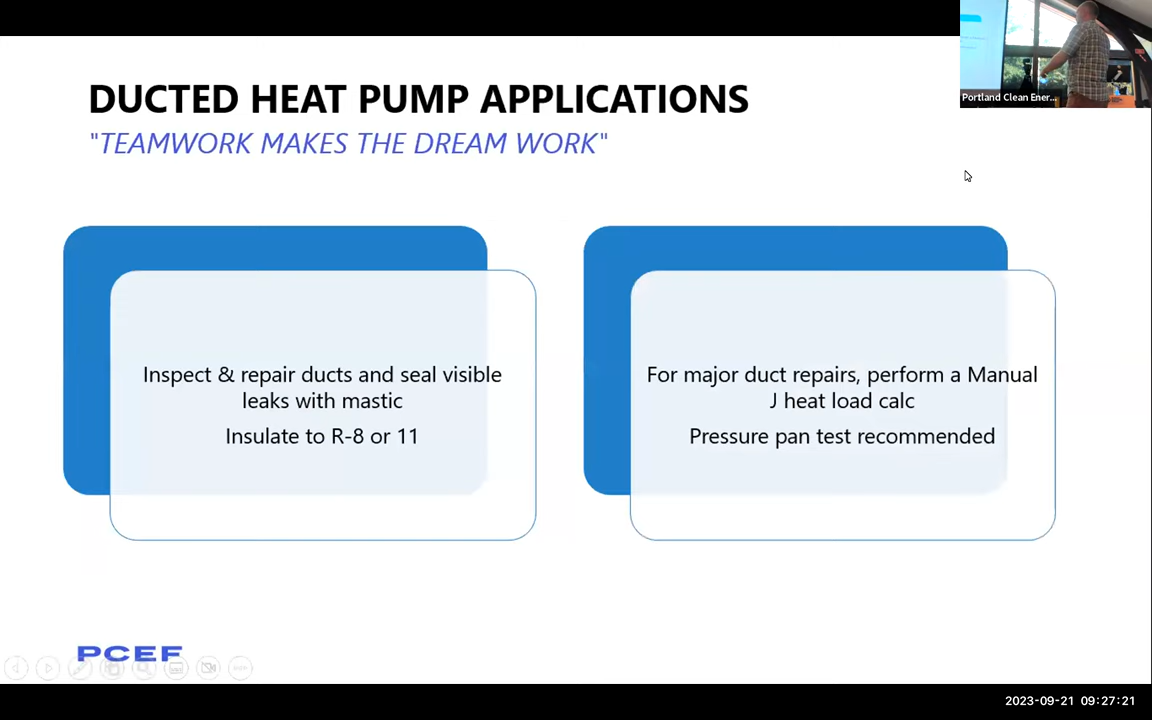 DUCTED HEAT PUMP APPLICATIONS
"TEAMWORK MAKES THE DREAM WORK"
Portland Clean Ener...
Inspect & repair ducts and seal visible
leaks with mastic
Insulate to R-8 or 11
For major duct repairs, perform a Manual
J heat load calc
Pressure pan test recommended
PCEF
2023-09-21 09:27:21